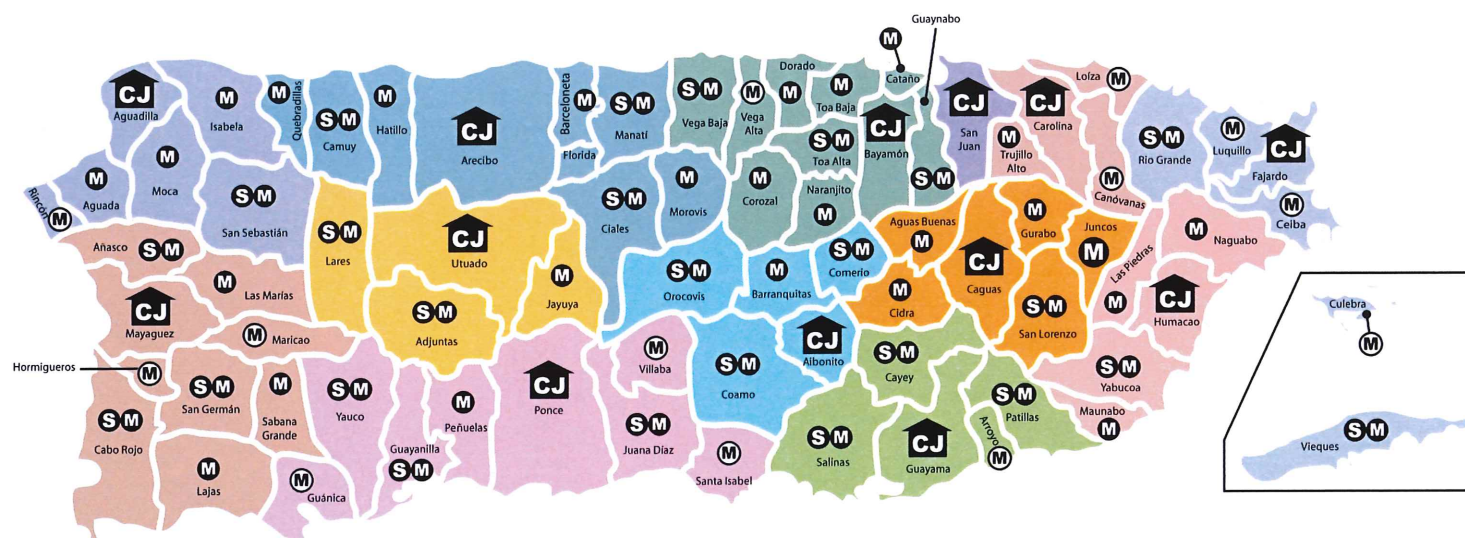 Guaynabo
M
Cataño
CJ
Aguadilla
M
Isabela
M
Quebradillas
S M
Camuy
M
Hatillo
CJ
Arecibo
Barceloneta
M
Florida
S M
Manatí
S M
Vega Baja
M
Vega
Alta
Dorado
M
M
Toa Baja
S M
Toa Alta
CJ
Bayamón
S M
CJ
San
Juan
CJ
Carolína
M
Trujillo
Alto
Loíza
M
M
Canóvanas
S M
Rio Grande
M
Luquillo
CJ
Fajardo
M
Ceiba
Rincón
M
M
Aguada
M
Moca
S M
San Sebastián
S M
Lares
CJ
Utuado
M
Jayuya
S M
Adjuntas
S M
Ciales
M
Morovis
M
Corozal
Naranjito
M
Aguas Buenas
M
CJ
Caguas
M
Gurabo
Juncos
M
Las Piedras
M
M
Naguabo
CJ
Humacao
Añasco
S M
M
Las Marías
CJ
Mayaguez
M
Maricao
Hormigueros
M
S M
Orocovis
M
Barranquitas
S M
Comerio
M
Cidra
S M
San Lorenzo
CJ
Aibonito
S M
Cayey
S M
Yabucoa
Maunabo
M
S M
Cabo Rojo
S M
San Germán
M
Sabana
Grande
M
Lajas
M
Guánica
S M
Yauco
Guayanilla
S M
M
Peñuelas
CJ
Ponce
M
Villaba
S M
Juana Díaz
M
Santa Isabel
S M
Coamo
S M
Salinas
CJ
Guayama
Arroyo
M
S M
Patillas
Culebra
M
S M
Vieques